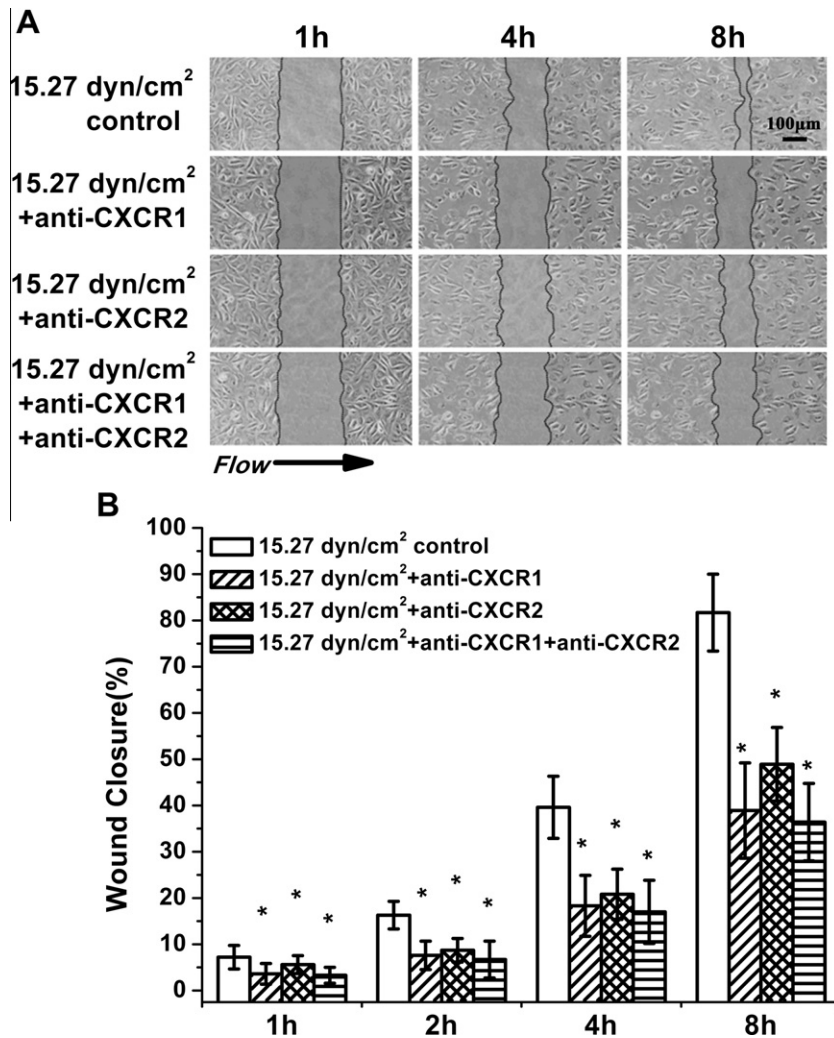 A
1h 4h 8h
15.27 dyn/cm²
control
100μm
15.27 dyn/cm²
+anti-CXCR1
15.27 dyn/cm²
+anti-CXCR2
15.27 dyn/cm²
+anti-CXCR1
+anti-CXCR2
Flow
B
15.27 dyn/cm² control
15.27 dyn/cm²+anti-CXCR1
15.27 dyn/cm²+anti-CXCR2
15.27 dyn/cm²+anti-CXCR1+anti-CXCR2
Wound Closure(%)
100
90
80
70
60
50
40
30
20
10
0
* * *
* * *
* * *
* * *
1h 2h 4h 8h